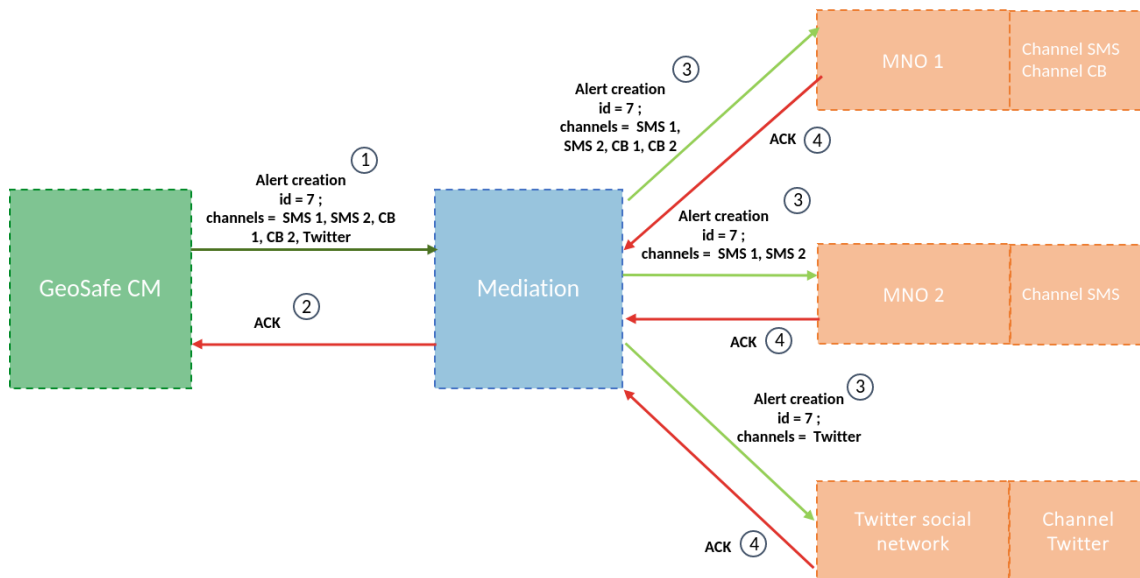 3
Alert creation
id = 7 ;
channels =  SMS 1,
SMS 2, CB 1, CB 2
MNO 1
Channel SMS
Channel CB
ACK
4
1
Alert creation
id = 7 ;
channels =  SMS 1, SMS 2, CB
1, CB 2, Twitter
3
Alert creation
id = 7 ;
channels =  SMS 1, SMS 2
GeoSafe CM
Mediation
MNO 2
Channel SMS
ACK
2
ACK
4
3
Alert creation
id = 7 ;
channels =  Twitter
Twitter social
network
Channel
Twitter
ACK
4